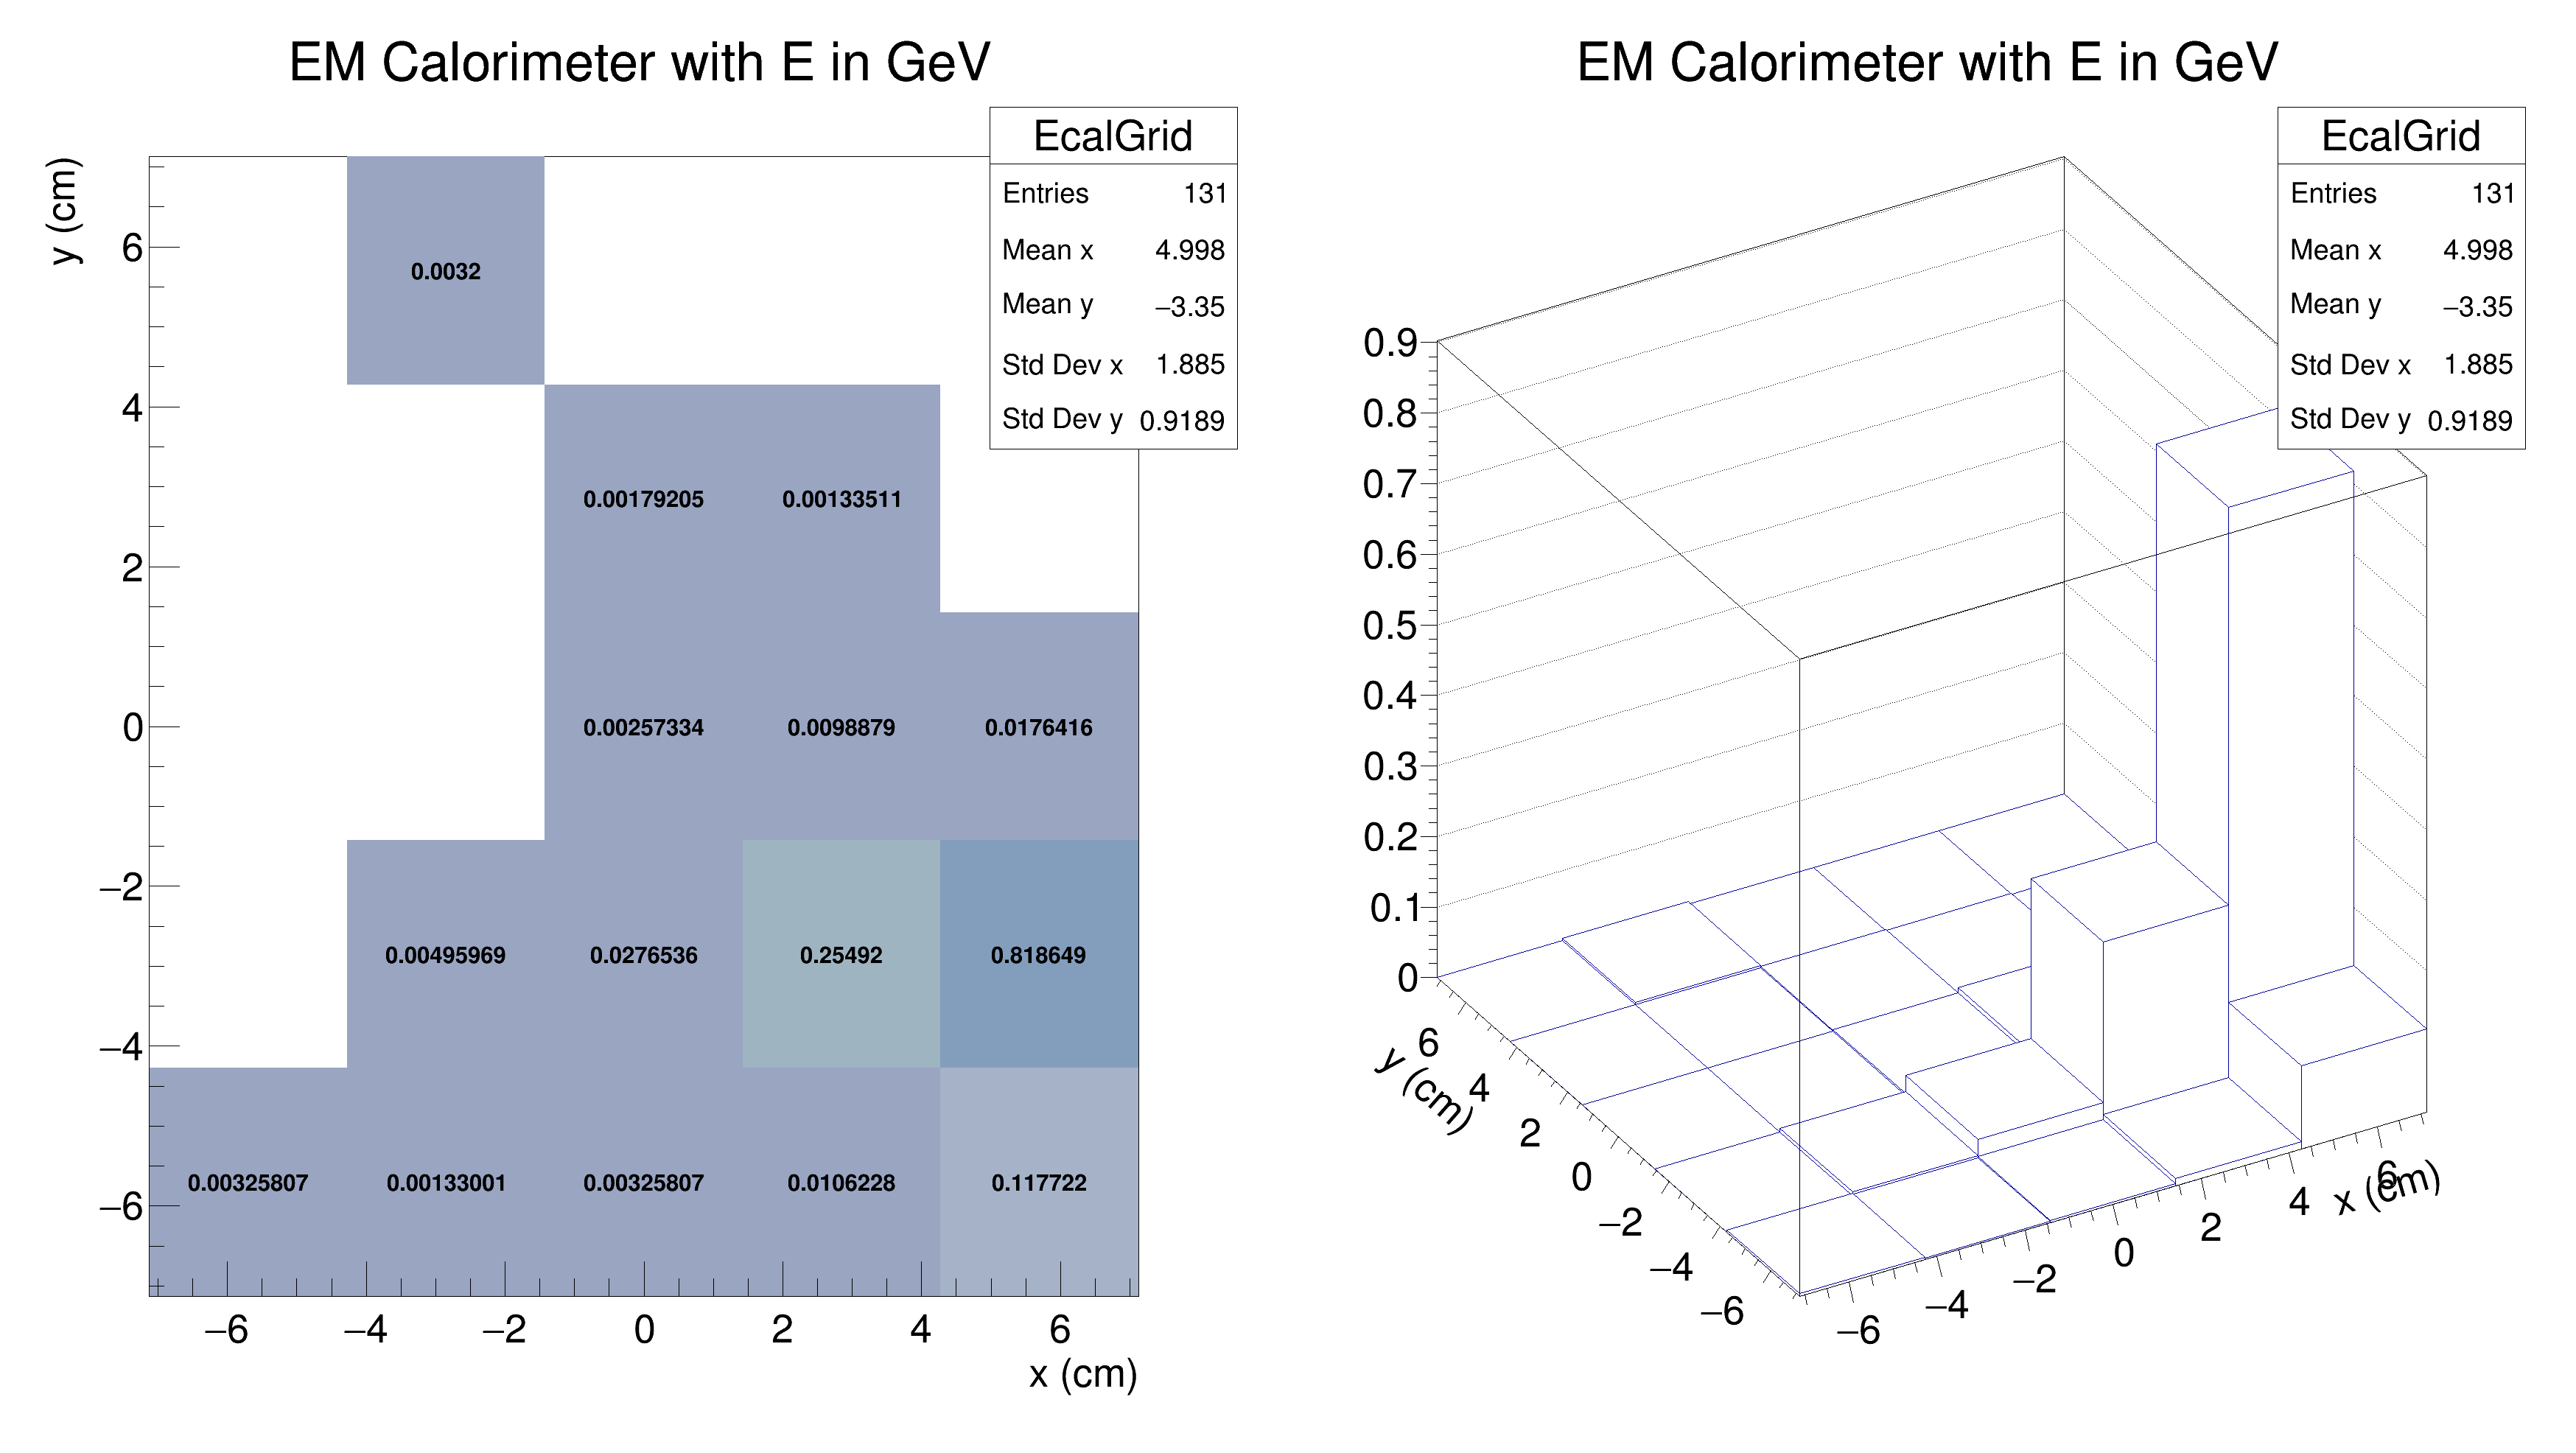 EM Calorimeter with E in GeV
EcalGrid
Entries 131
Mean x 4.998
Mean y −3.35
Std Dev x 1.885
Std Dev y 0.9189
y (cm)
6
4
2
0
−2
−4
−6
0.0032
0.00179205 0.00133511
0.00257334 0.0098879 0.0176416
0.00495969 0.0276536 0.25492 0.818649
0.00325807 0.00133001 0.00325807 0.0106228 0.117722
−6 −4 −2 0 2 4 6
x (cm)
EM Calorimeter with E in GeV
EcalGrid
Entries 131
Mean x 4.998
Mean y −3.35
Std Dev x 1.885
Std Dev y 0.9189
0.9
0.8
0.7
0.6
0.5
0.4
0.3
0.2
0.1
0
y (cm)
6
4
2
0
−2
−4
−6
−6
−4
−2
0
2
4
6
x (cm)